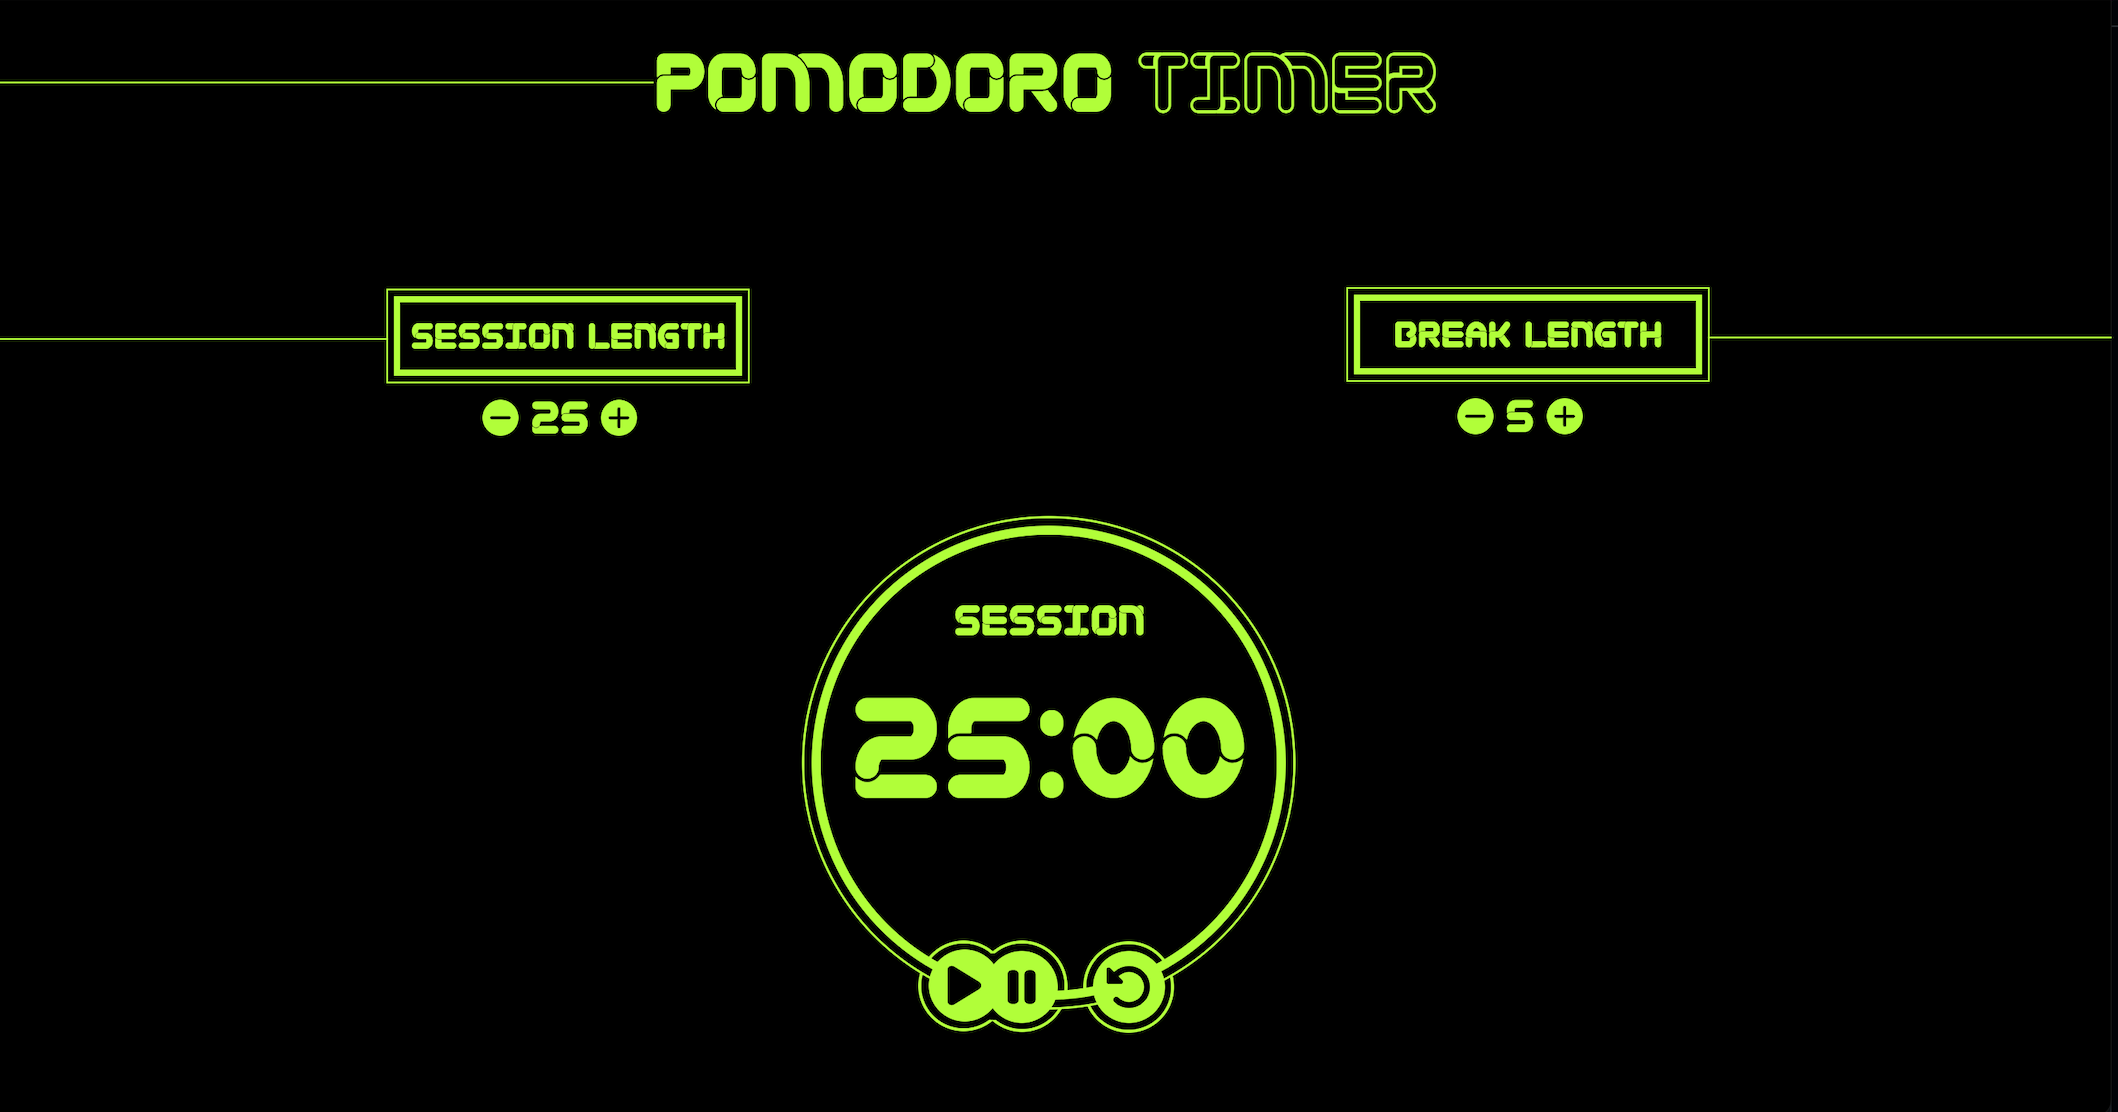 POMODORO TIMER
SESSION LENGTH
25
BREAK LENGTH
5
SESSION
25:00